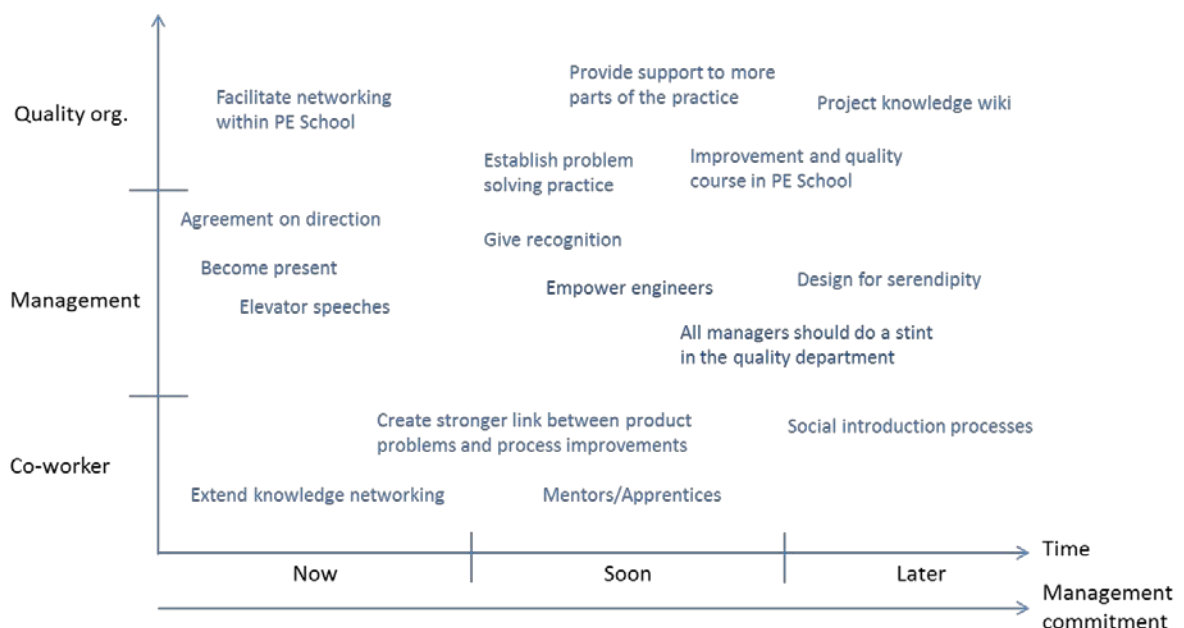 Provide support to more
parts of the practice
Facilitate networking
within PE School
Project knowledge wiki
Quality org.
Establish problem
solving practice
Improvement and quality
course in PE School
Agreement on direction
Give recognition
Become present
Design for serendipity
Empower engineers
Management
Elevator speeches
All managers should do a stint
in the quality department
Create stronger link between product
problems and process improvements
Social introduction processes
Co-worker
Extend knowledge networking
Mentors/Apprentices
Time
Now
Soon
Later
Management
commitment